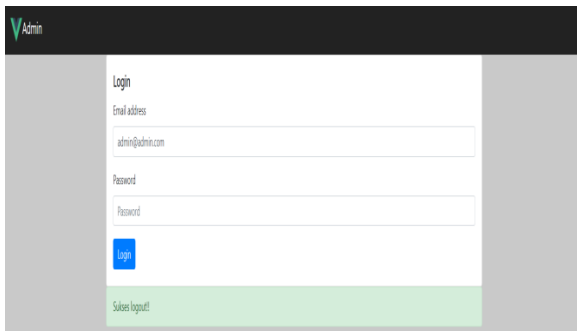 Admin
Login
Email address
admin@admin.com
Password
Password
Login
Sukses logout!!